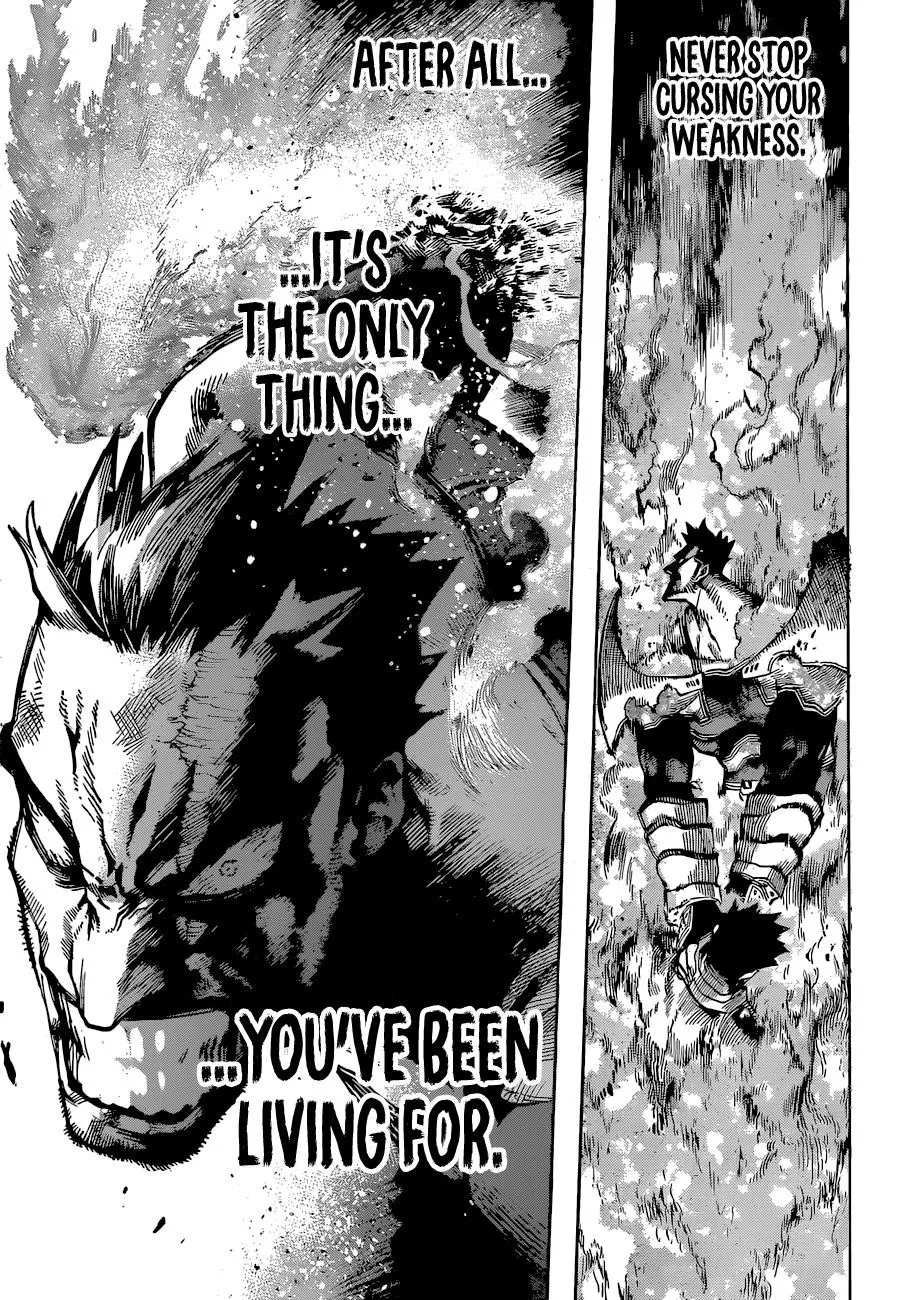 NEVER STOP
CURSING YOUR
WEAKNESS.
AFTER ALL...
...IT'S
THE ONLY
THING...
...YOU'VE BEEN
LIVING FOR.